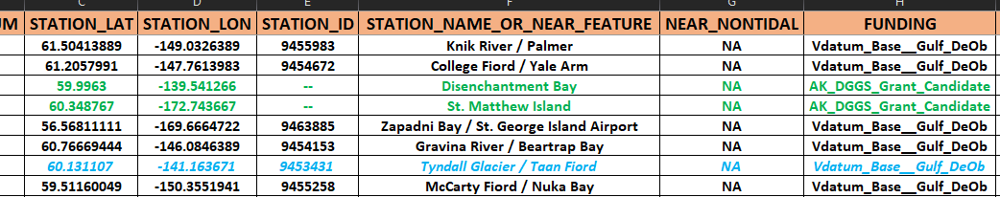 C D E F G H
UM STATION_LAT STATION_LON STATION_ID STATION_NAME_OR_NEAR_FEATURE NEAR_NONTIDAL FUNDING
61.50413889 -149.0326389 9455983 Knik River / Palmer NA Vdatum_Base__Gulf_DeOb
61.2057991 -147.7613983 9454672 College Fiord / Yale Arm NA Vdatum_Base__Gulf_DeOb
59.9963 -139.541266 -- Disenchantment Bay NA AK_DGGS_Grant_Candidate
60.348767 -172.743667 -- St. Matthew Island NA AK_DGGS_Grant_Candidate
56.56811111 -169.6664722 9463885 Zapadni Bay / St. George Island Airport NA Vdatum_Base__Gulf_DeOb
60.76669444 -146.0846389 9454153 Gravina River / Beartrap Bay NA Vdatum_Base__Gulf_DeOb
60.131107 -141.163671 9453431 Tyndall Glacier / Taan Fiord NA Vdatum_Base__Gulf_DeOb
59.51160049 -150.3551941 9455258 McCarty Fiord / Nuka Bay NA Vdatum_Base__Gulf_DeOb